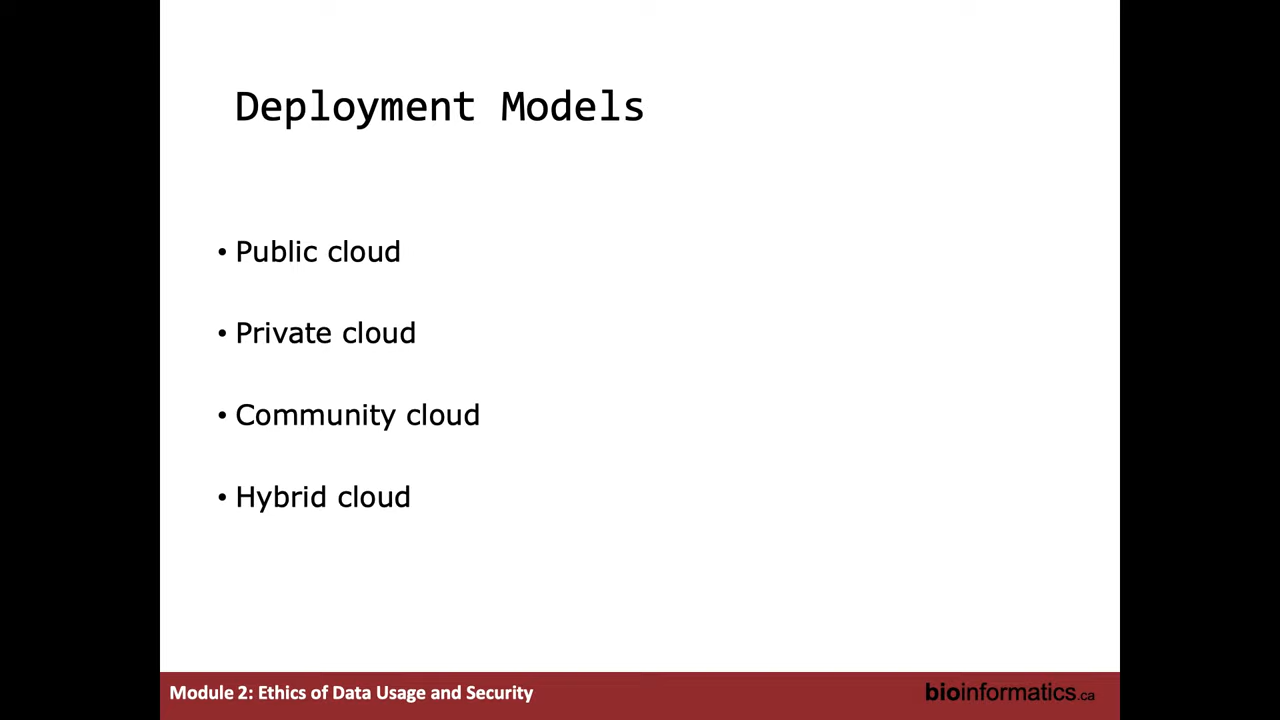 Deployment Models
• Public cloud
• Private cloud
• Community cloud
• Hybrid cloud
Module 2: Ethics of Data Usage and Security
bioinformatics.ca